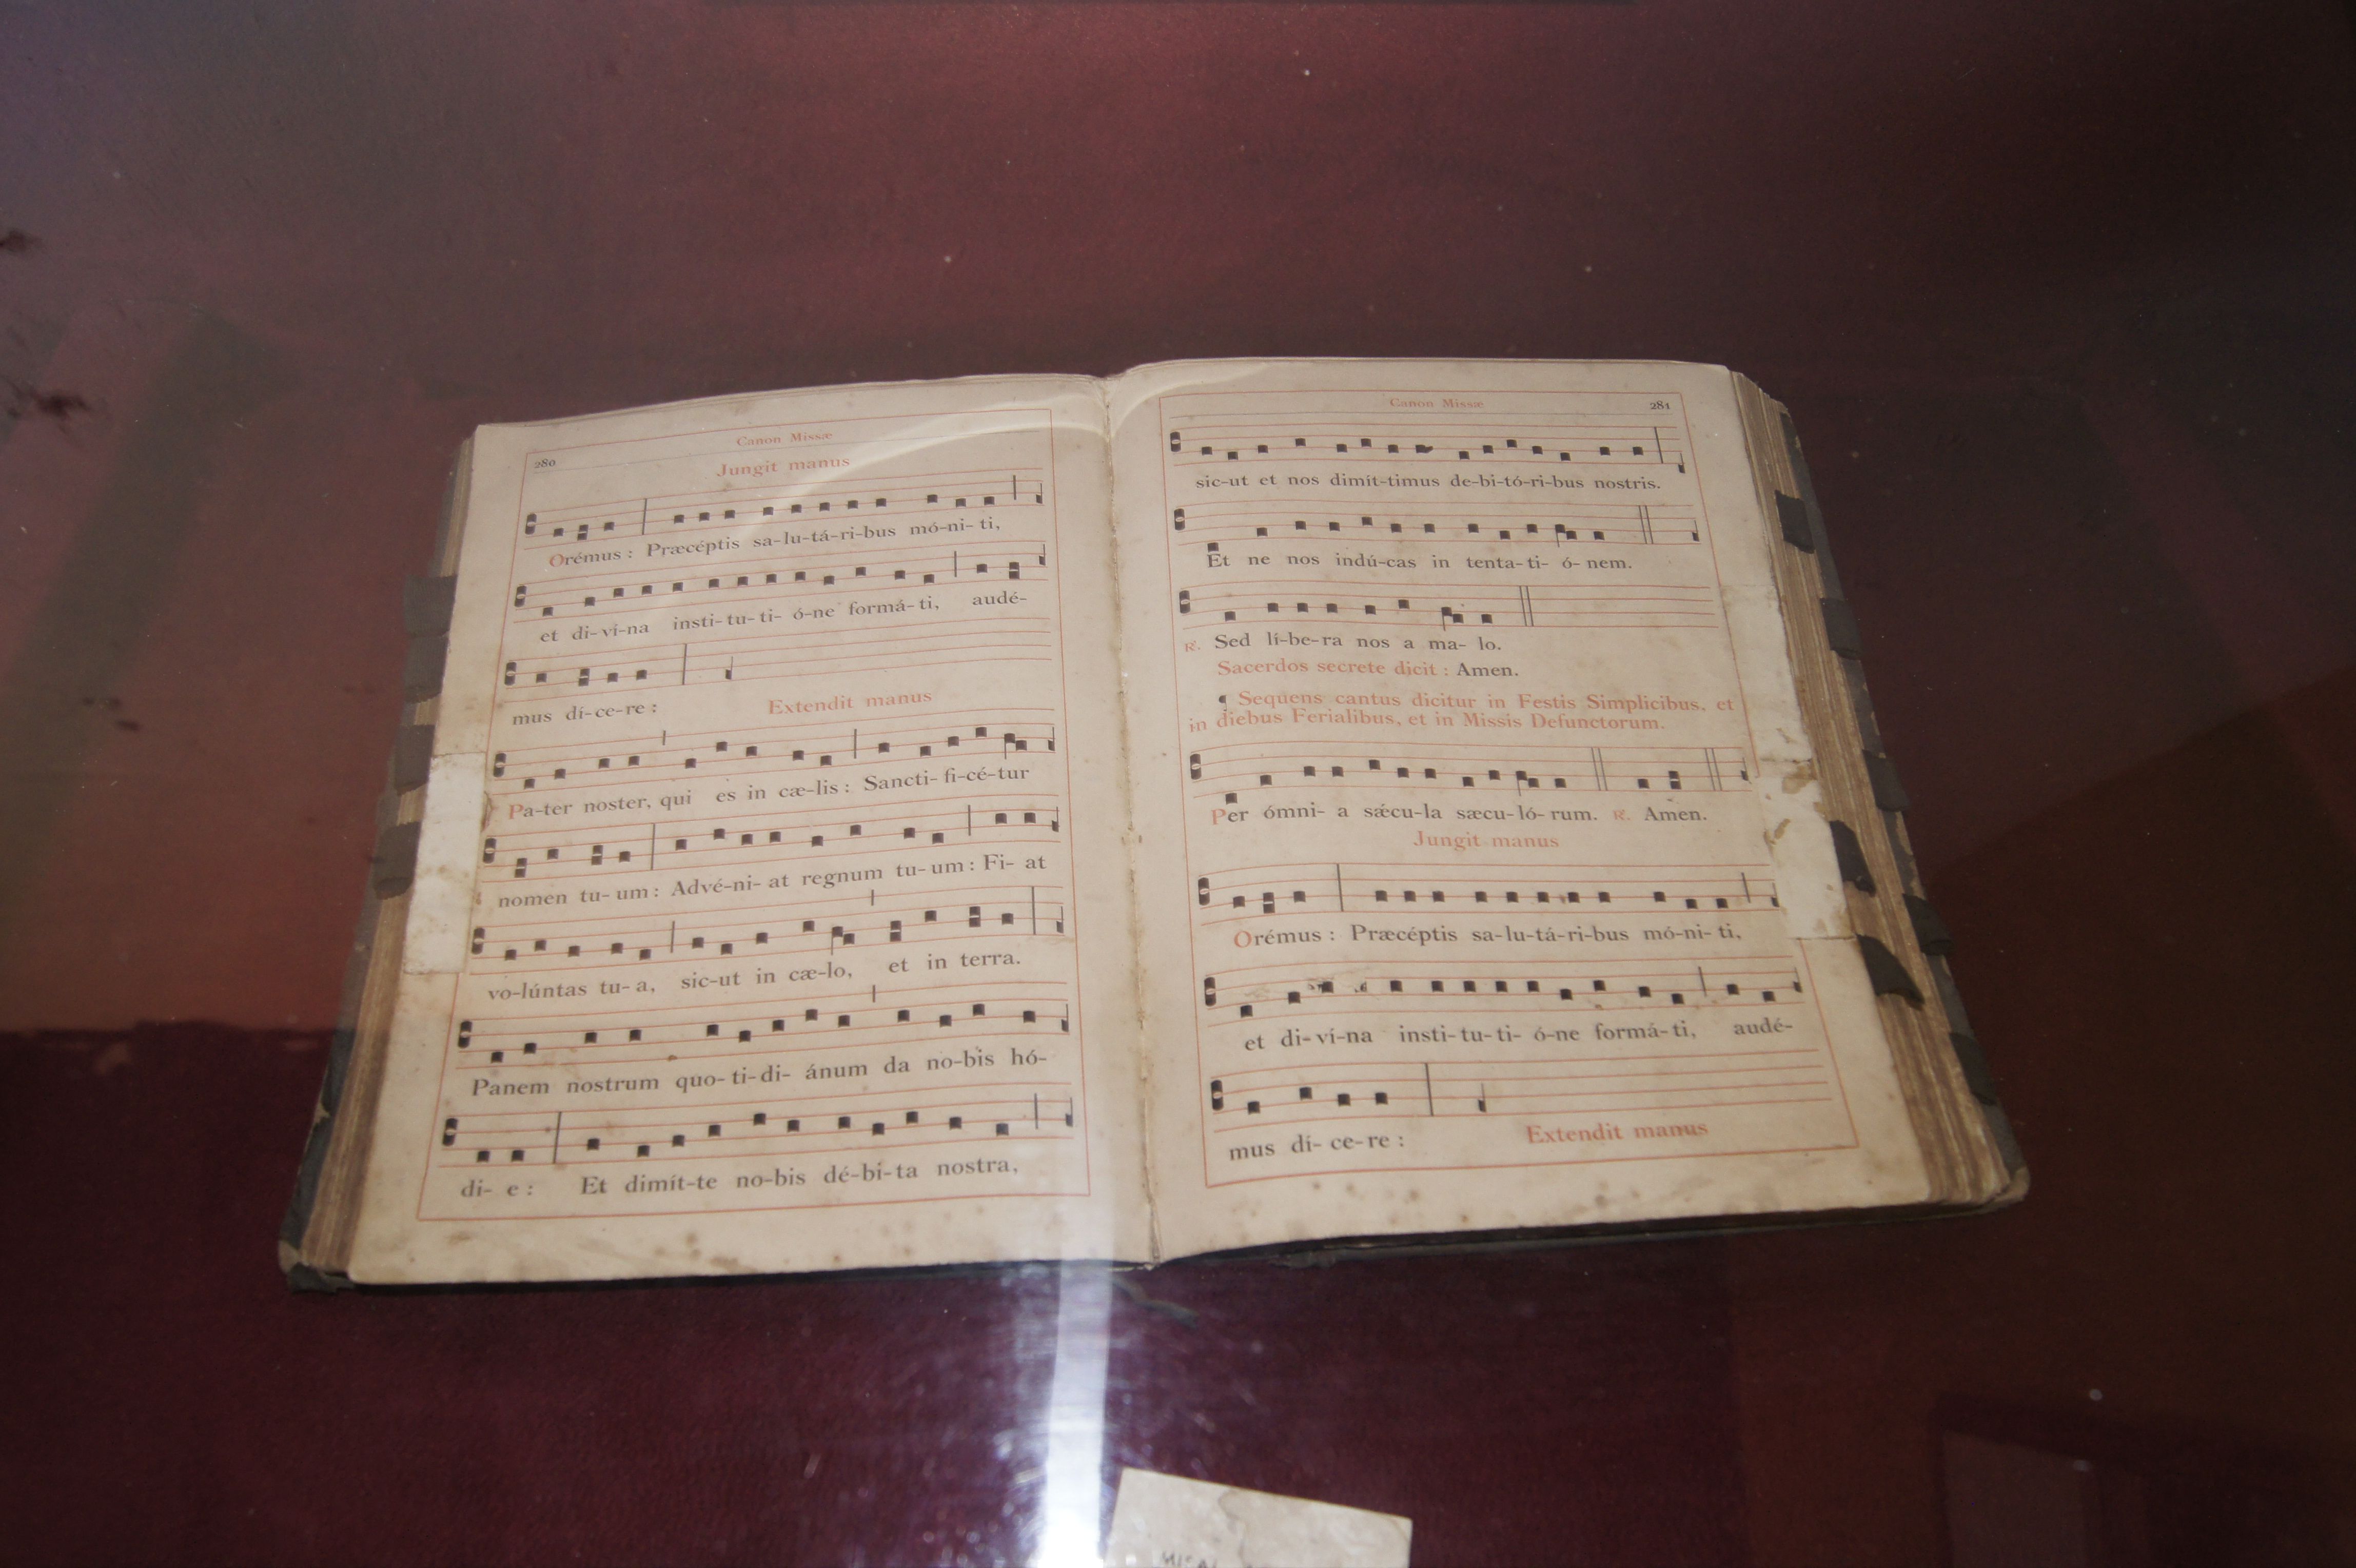 280
Canon Missæ
Jungit manus
Orémus : Præcéptis sa-lu-tá-ri-bus mó-ni-ti,
et di-ví-na insti-tu-ti-ó-ne formá-ti, audé-
mus dí-ce-re :
Extendit manus
Pa-ter noster, qui es in cæ-lis : Sancti-fi-cé-tur
nomen tu-um : Advé-ni-at regnum tu-um : Fi-at
vo-lúntas tu-a, sic-ut in cæ-lo, et in terra.
Panem nostrum quo-ti-di-ánum da no-bis hó-
di-e : Et dimít-te no-bis dé-bi-ta nostra,
Canon Missæ
281
sic-ut et nos dimít-timus de-bi-tó-ri-bus nostris.
Et ne nos indú-cas in tenta-ti-ó-nem.
℟. Sed lí-be-ra nos a ma-lo.
Sacerdos secrete dicit : Amen.
¶ Sequens cantus dicitur in Festis Simplicibus, et
in diebus Ferialibus, et in Missis Defunctorum.
Per ómni-a sǽcu-la sæcu-ló-rum. ℟. Amen.
Jungit manus
Orémus : Præcéptis sa-lu-tá-ri-bus mó-ni-ti,
et di-ví-na insti-tu-ti-ó-ne formá-ti, audé-
mus dí-ce-re :
Extendit manus